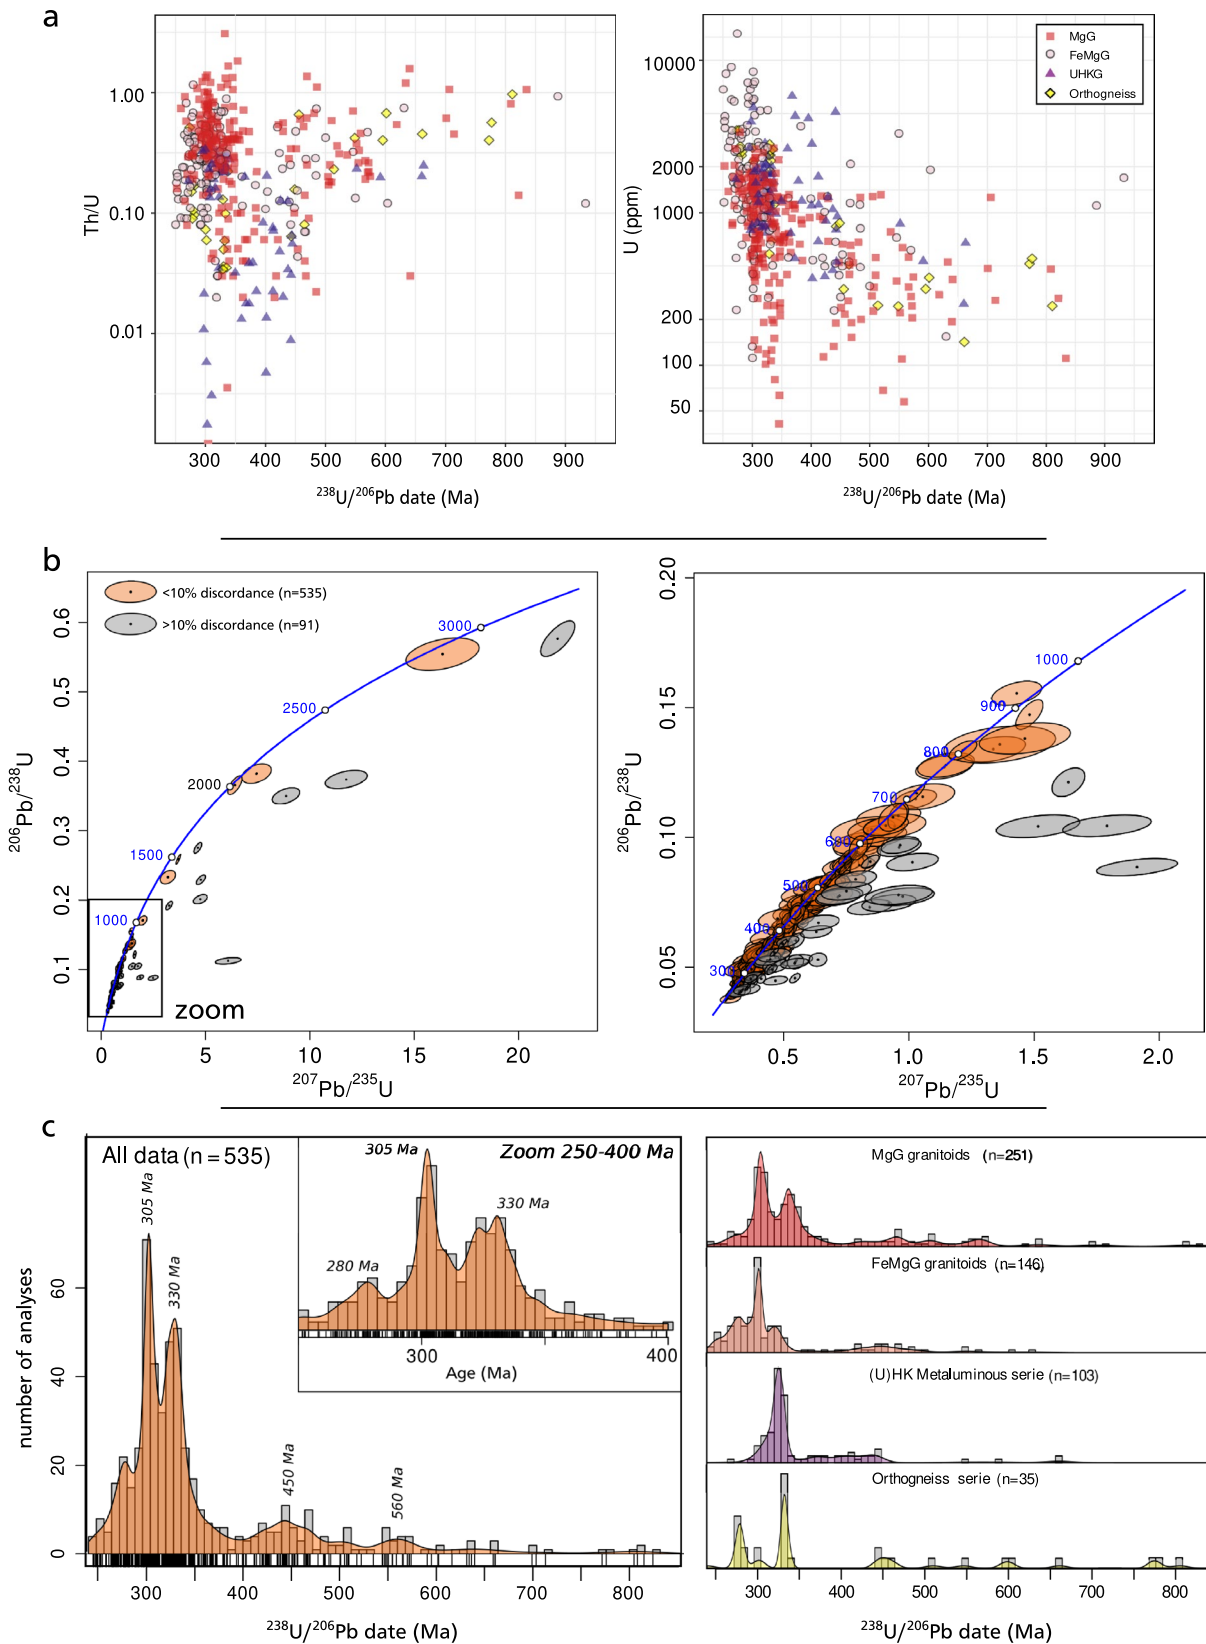 a
1.00
0.10
0.01
Th/U
300 400 500 600 700 800 900
238U/206Pb date (Ma)
10000
2000
1000
200
100
50
U (ppm)
MgG
FeMgG
UHKG
Orthogneiss
300 400 500 600 700 800 900
238U/206Pb date (Ma)
b
<10% discordance (n=535)
>10% discordance (n=91)
3000
2500
2000
1500
1000
zoom
0.6
0.5
0.4
0.3
0.2
0.1
206Pb/238U
0 5 10 15 20
207Pb/235U
0.20
0.15
0.10
0.05
206Pb/238U
1000
900
800
700
600
500
400
300
0.5 1.0 1.5 2.0
207Pb/235U
c
All data (n = 535)
305 Ma
330 Ma
450 Ma
560 Ma
Zoom 250-400 Ma
305 Ma
330 Ma
280 Ma
300 400
Age (Ma)
60
40
20
0
number of analyses
300 400 500 600 700 800
238U/206Pb date (Ma)
MgG granitoids (n=251)
FeMgG granitoids (n=146)
(U)HK Metaluminous serie (n=103)
Orthogneiss serie (n=35)
300 400 500 600 700 800
238U/206Pb date (Ma)